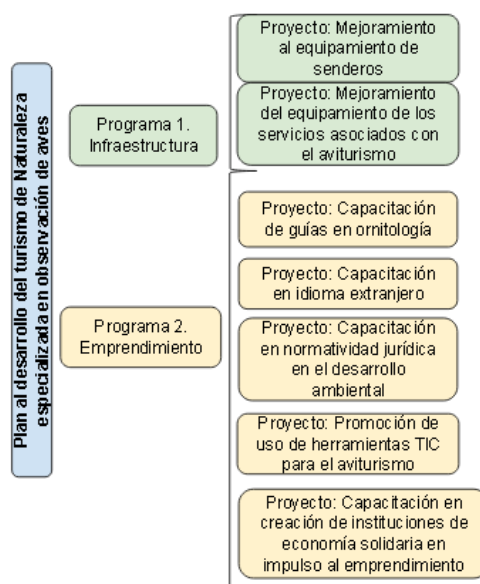 Plan al desarrollo del turismo de Naturaleza
especializada en observación de aves
Programa 1.
Infraestructura
Proyecto: Mejoramiento
al equipamiento de
senderos
Proyecto: Mejoramiento
del equipamiento de los
servicios asociados con
el aviturismo
Programa 2.
Emprendimiento
Proyecto: Capacitación
de guías en ornitología
Proyecto: Capacitación
en idioma extranjero
Proyecto: Capacitación
en normatividad jurídica
en el desarrollo
ambiental
Proyecto: Promoción de
uso de herramientas TIC
para el aviturismo
Proyecto: Capacitación en
creación de instituciones de
economía solidaria en
impulso al emprendimiento